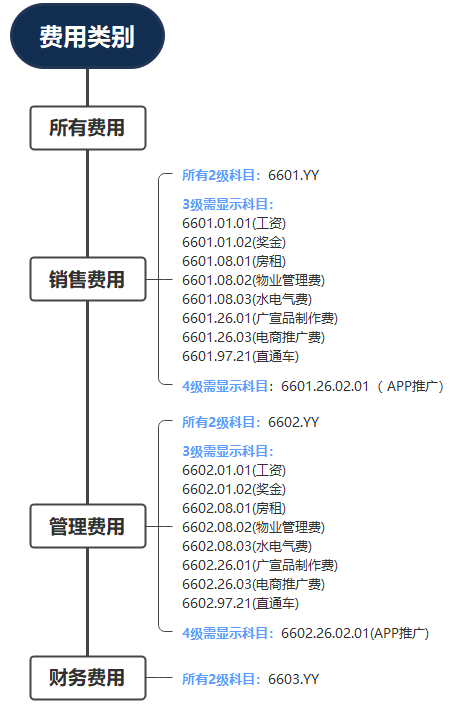 费用类别
所有费用
销售费用
所有2级科目：6601.YY
3级需显示科目：
6601.01.01(工资)
6601.01.02(奖金)
6601.08.01(房租)
6601.08.02(物业管理费)
6601.08.03(水电气费)
6601.26.01(广宣品制作费)
6601.26.03(电商推广费)
6601.97.21(直通车)
4级需显示科目：6601.26.02.01（ APP推广）
管理费用
所有2级科目：6602.YY
3级需显示科目：
6602.01.01(工资)
6602.01.02(奖金)
6602.08.01(房租)
6602.08.02(物业管理费)
6602.08.03(水电气费)
6602.26.01(广宣品制作费)
6602.26.03(电商推广费)
6602.97.21(直通车)
4级需显示科目：6602.26.02.01(APP推广)
财务费用
所有2级科目：6603.YY